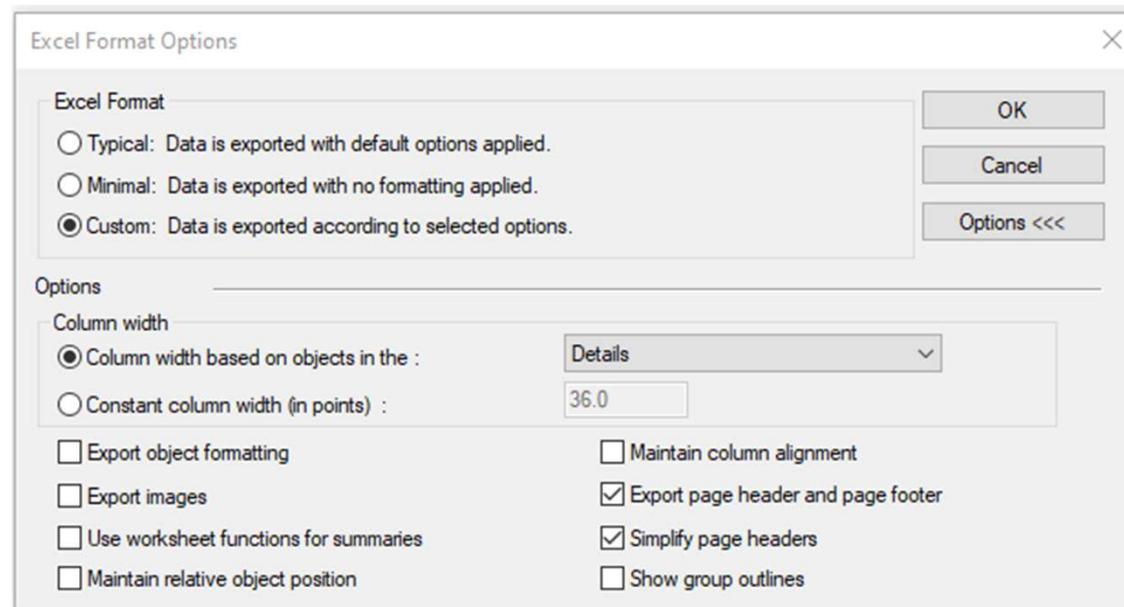 Excel Format Options
Excel Format
Typical: Data is exported with default options applied.
Minimal: Data is exported with no formatting applied.
Custom: Data is exported according to selected options.
OK
Cancel
Options <<<
Options
Column width
Column width based on objects in the :
Details
Constant column width (in points) :
36.0
Export object formatting
Maintain column alignment
Export images
Export page header and page footer
Use worksheet functions for summaries
Simplify page headers
Maintain relative object position
Show group outlines